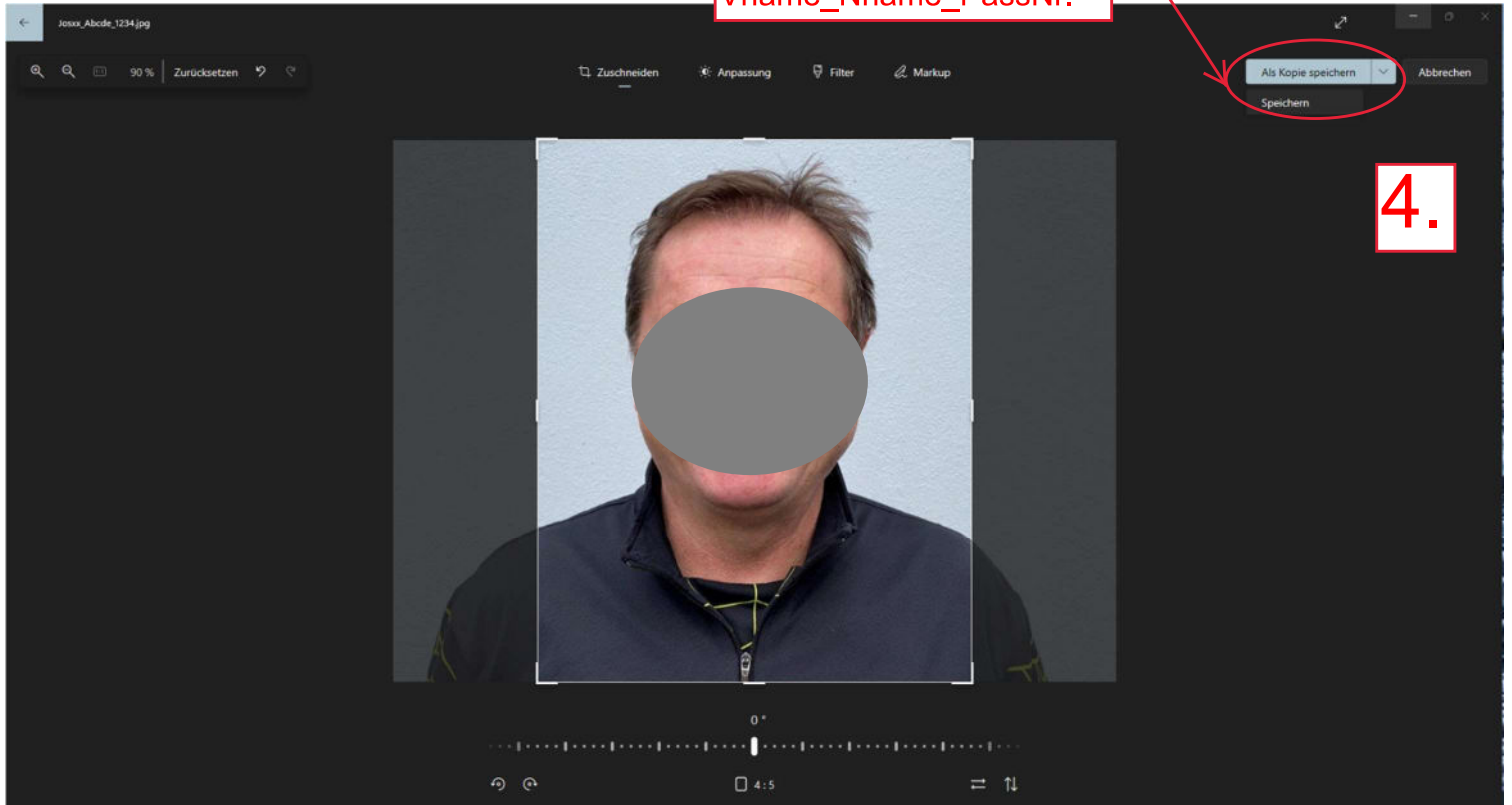 Vname_Nname_PassNr.
Josxx_Abcde_1234.jpg
90 % Zurücksetzen
Zuschneiden Anpassung Filter Markup
Als Kopie speichern Abbrechen
Speichern
4.
0 °
4:5